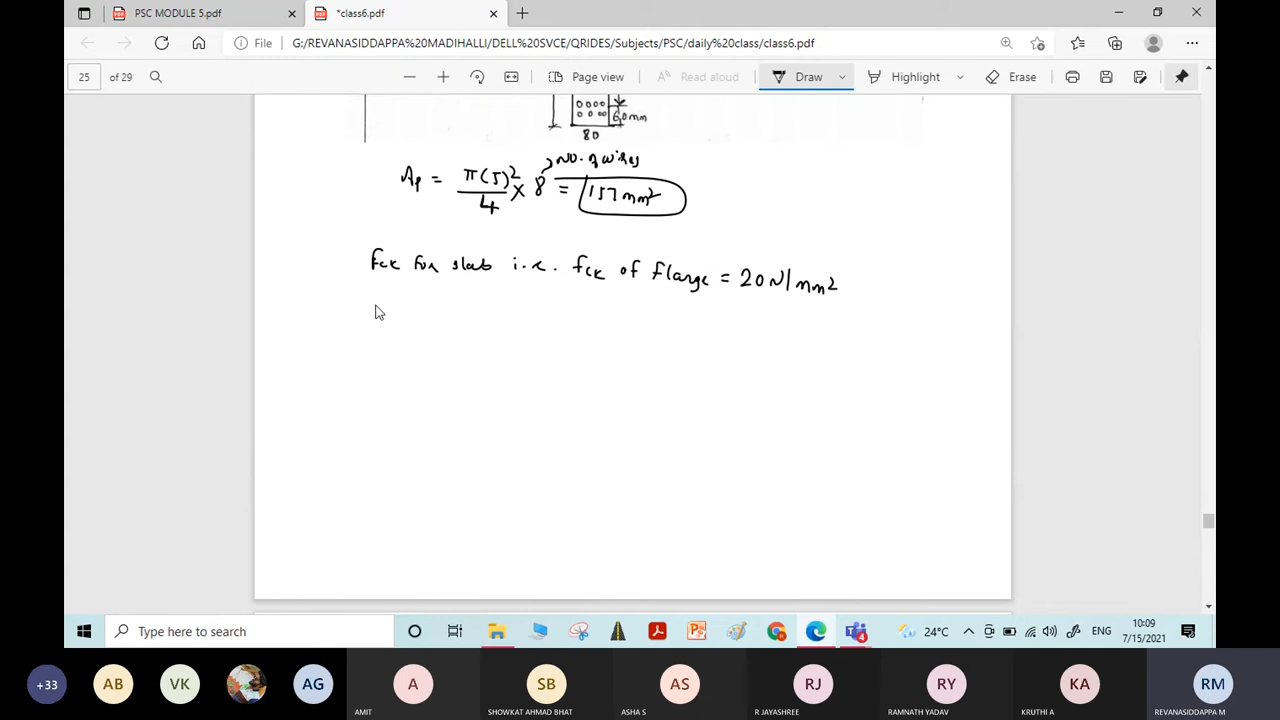 PSC MODULE 5.pdf
*class6.pdf
File
G:/REVANASIDDAPPA%20MADIHALLI/DELL%20SVCE/QRIDES/Subjects/PSC/daily%20class/class6.pdf
25 of 29
Page view
Read aloud
Draw
Highlight
Erase
60mm
80
Ap = π(5)²/4 × 8 = 157mm²
No. of wires
fck for slab i.e. fck of flange = 20N/mm2
Type here to search
4
24°C
ENG
10:09
7/15/2021
+33
AB
VK
AG
A
AMIT
SB
SHOWKAT AHMAD BHAT
AS
ASHA S
RJ
R JAYASHREE
RY
RAMNATH YADAV
KA
KRUTHI A
RM
REVANASIDDAPPA M